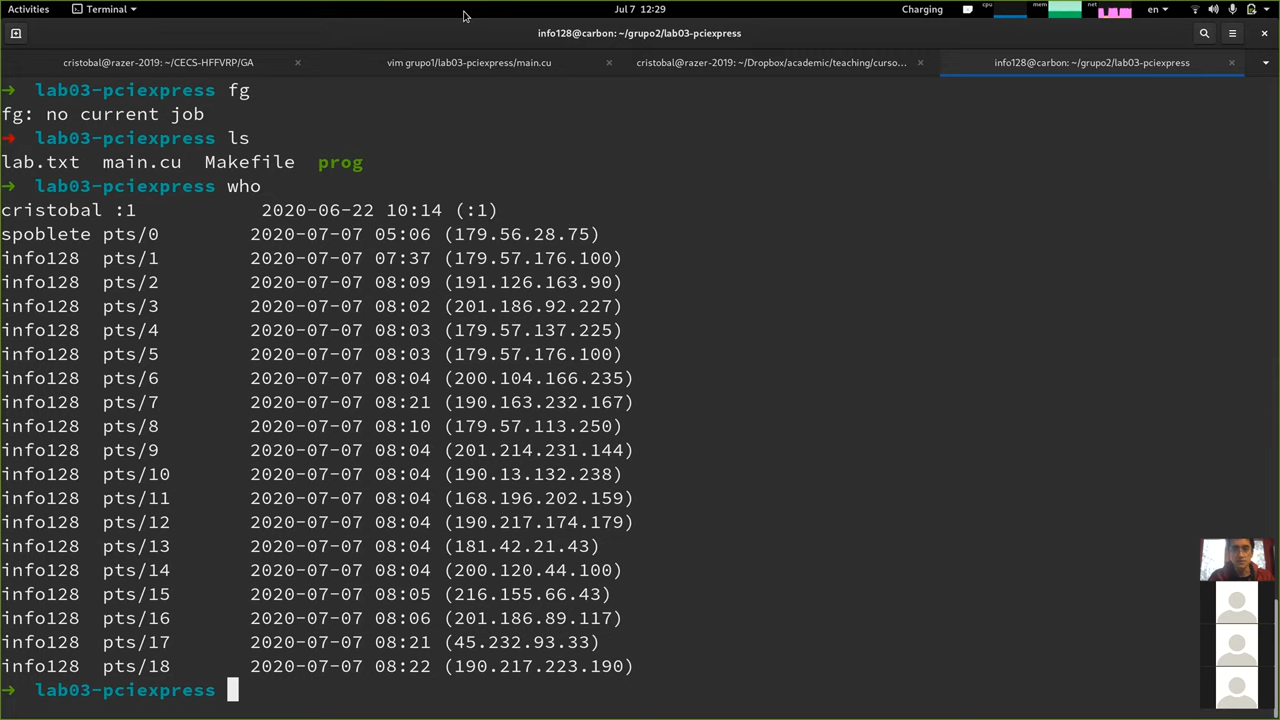 Activities Terminal Jul 7 12:29 Charging cpu mem net en
info128@carbon: ~/grupo2/lab03-pciexpress
cristobal@razer-2019: ~/CECS-HFFVRP/GA × vim grupo1/lab03-pciexpress/main.cu × cristobal@razer-2019: ~/Dropbox/academic/teaching/curso... × info128@carbon: ~/grupo2/lab03-pciexpress ×
→ lab03-pciexpress fg
fg: no current job
→ lab03-pciexpress ls
lab.txt main.cu Makefile prog
→ lab03-pciexpress who
cristobal :1 2020-06-22 10:14 (:1)
spoblete pts/0 2020-07-07 05:06 (179.56.28.75)
info128 pts/1 2020-07-07 07:37 (179.57.176.100)
info128 pts/2 2020-07-07 08:09 (191.126.163.90)
info128 pts/3 2020-07-07 08:02 (201.186.92.227)
info128 pts/4 2020-07-07 08:03 (179.57.137.225)
info128 pts/5 2020-07-07 08:03 (179.57.176.100)
info128 pts/6 2020-07-07 08:04 (200.104.166.235)
info128 pts/7 2020-07-07 08:21 (190.163.232.167)
info128 pts/8 2020-07-07 08:10 (179.57.113.250)
info128 pts/9 2020-07-07 08:04 (201.214.231.144)
info128 pts/10 2020-07-07 08:04 (190.13.132.238)
info128 pts/11 2020-07-07 08:04 (168.196.202.159)
info128 pts/12 2020-07-07 08:04 (190.217.174.179)
info128 pts/13 2020-07-07 08:04 (181.42.21.43)
info128 pts/14 2020-07-07 08:04 (200.120.44.100)
info128 pts/15 2020-07-07 08:05 (216.155.66.43)
info128 pts/16 2020-07-07 08:06 (201.186.89.117)
info128 pts/17 2020-07-07 08:21 (45.232.93.33)
info128 pts/18 2020-07-07 08:22 (190.217.223.190)
→ lab03-pciexpress